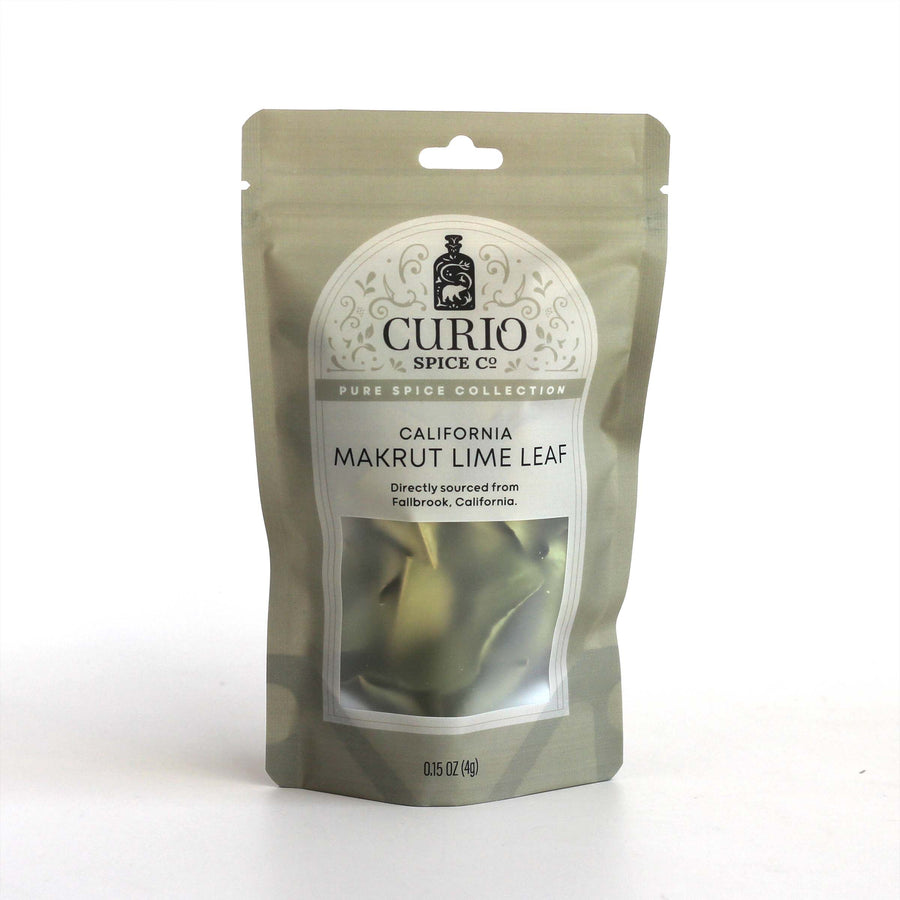 CURIO
SPICE Cº
PURE SPICE COLLECTION
CALIFORNIA
MAKRUT LIME LEAF
Directly sourced from
Fallbrook, California.
0.15 OZ (4g)